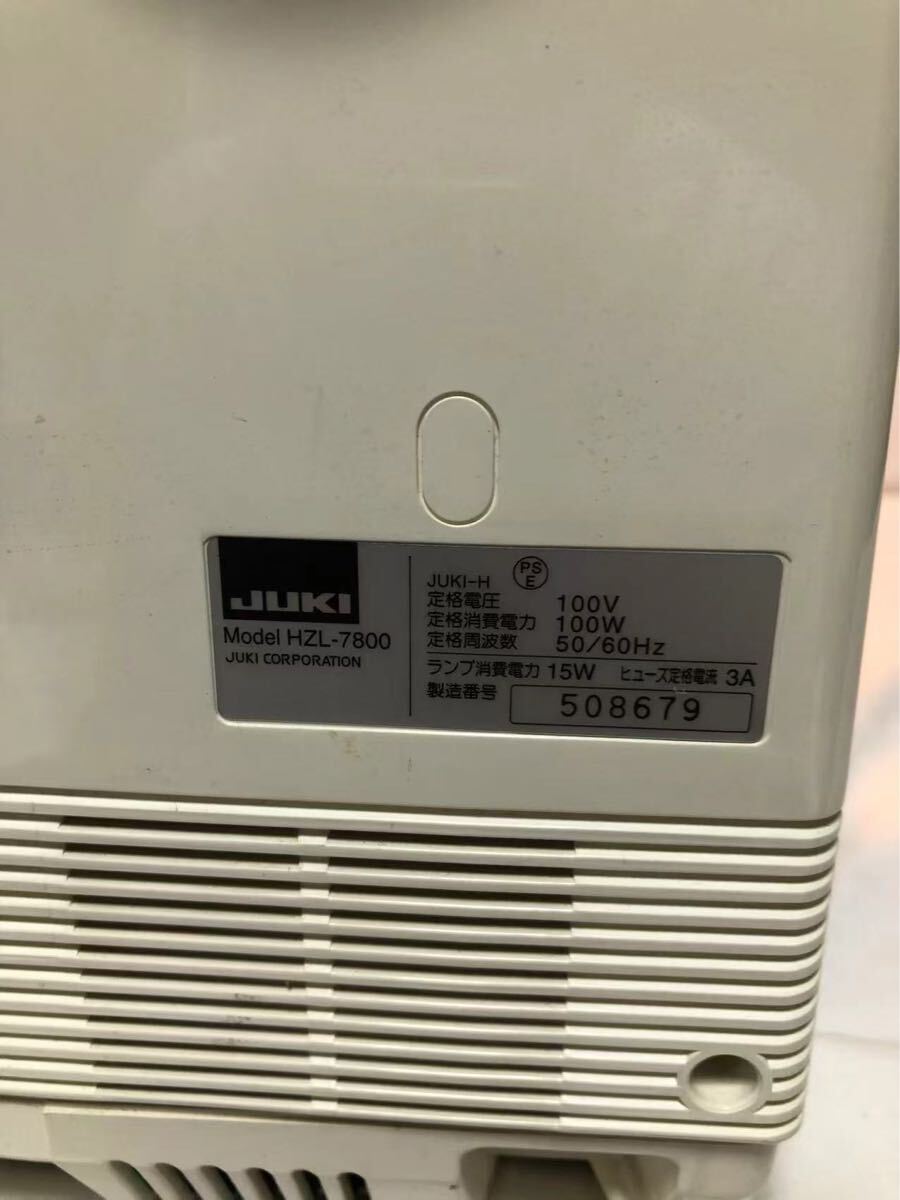 JUKI
Model HZL-7800
JUKI CORPORATION
JUKI-H PS E
定格電圧 100V
定格消費電力 100W
定格周波数 50/60Hz
ランプ消費電力 15W ヒューズ定格電流 3A
製造番号 508679